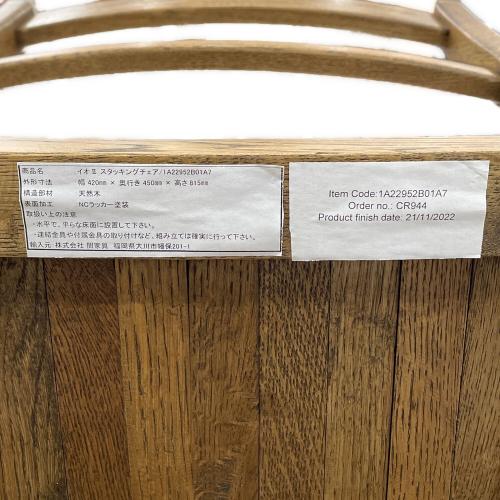 商品名 イオⅡ スタッキングチェア/1A22952B01A7
外形寸法 幅 420mm × 奥行き 450mm × 高さ 815mm
構造部材 天然木
表面加工 NCラッカー塗装
取扱い上の注意
・水平で、平らな床面に設置して下さい。
・連結金具や付属金具の取り付けなど、組み立ては確実に行って下さい。
輸入元：株式会社 関家具 福岡県大川市幡保201-1
Item Code:1A22952B01A7
Order no.: CR944
Product finish date: 21/11/2022